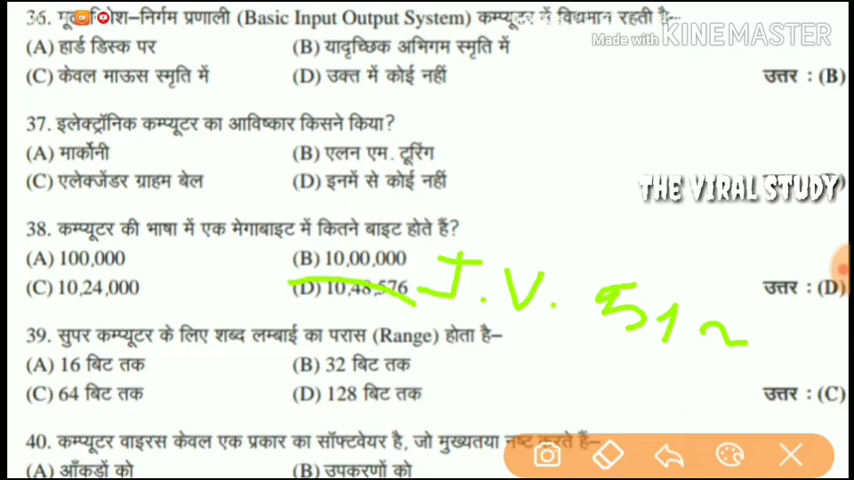 36. मूल निवेश–निर्गम प्रणाली (Basic Input Output System) कम्प्यूटर में विद्यमान रहती है–
Made with KINEMASTER
(A) हार्ड डिस्क पर (B) यादृच्छिक अभिगम स्मृति में
(C) केवल माऊस स्मृति में (D) उक्त में कोई नहीं उत्तर : (B)
37. इलेक्ट्रॉनिक कम्प्यूटर का आविष्कार किसने किया?
(A) मार्कोनी (B) एलन एम. टूरिंग
(C) एलेक्जेंडर ग्राहम बेल (D) इनमें से कोई नहीं
THE VIRAL STUDY
38. कम्प्यूटर की भाषा में एक मेगाबाइट में कितने बाइट होते हैं?
(A) 100,000 (B) 10,00,000
(C) 10,24,000 (D) 10,48,576 उत्तर : (D)
J.V. 512
39. सुपर कम्प्यूटर के लिए शब्द लम्बाई का परास (Range) होता है–
(A) 16 बिट तक (B) 32 बिट तक
(C) 64 बिट तक (D) 128 बिट तक उत्तर : (C)
40. कम्प्यूटर वाइरस केवल एक प्रकार का सॉफ्टवेयर है, जो मुख्यतया नष्ट करते हैं–
(A) आँकड़ों को (B) उपकरणों को